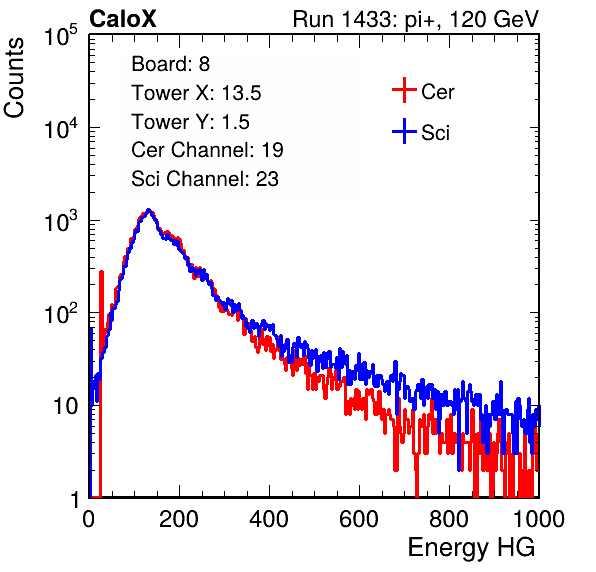 CaloX Run 1433: pi+, 120 GeV
Board: 8
Tower X: 13.5
Tower Y: 1.5
Cer Channel: 19
Sci Channel: 23
Cer
Sci
Counts
10^5
10^4
10^3
10^2
10
1
0 200 400 600 800 1000
Energy HG